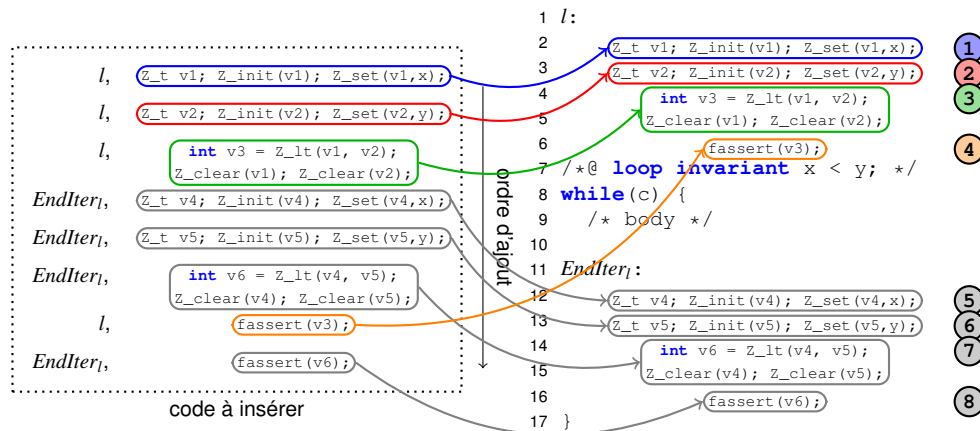 l, Z_t v1; Z_init(v1); Z_set(v1,x);
l, Z_t v2; Z_init(v2); Z_set(v2,y);
l, int v3 = Z_lt(v1, v2);
Z_clear(v1); Z_clear(v2);
EndIter_l, Z_t v4; Z_init(v4); Z_set(v4,x);
EndIter_l, Z_t v5; Z_init(v5); Z_set(v5,y);
EndIter_l, int v6 = Z_lt(v4, v5);
Z_clear(v4); Z_clear(v5);
l, fassert(v3);
EndIter_l, fassert(v6);
code à insérer
ordre d'ajout
1 l:
2 Z_t v1; Z_init(v1); Z_set(v1,x); 1
3 Z_t v2; Z_init(v2); Z_set(v2,y); 2
4 int v3 = Z_lt(v1, v2); 3
5 Z_clear(v1); Z_clear(v2);
6 fassert(v3); 4
7 /*@ loop invariant x < y; */
8 while(c) {
9 /* body */
10
11 EndIter_l:
12 Z_t v4; Z_init(v4); Z_set(v4,x); 5
13 Z_t v5; Z_init(v5); Z_set(v5,y); 6
14 int v6 = Z_lt(v4, v5); 7
15 Z_clear(v4); Z_clear(v5);
16 fassert(v6); 8
17 }